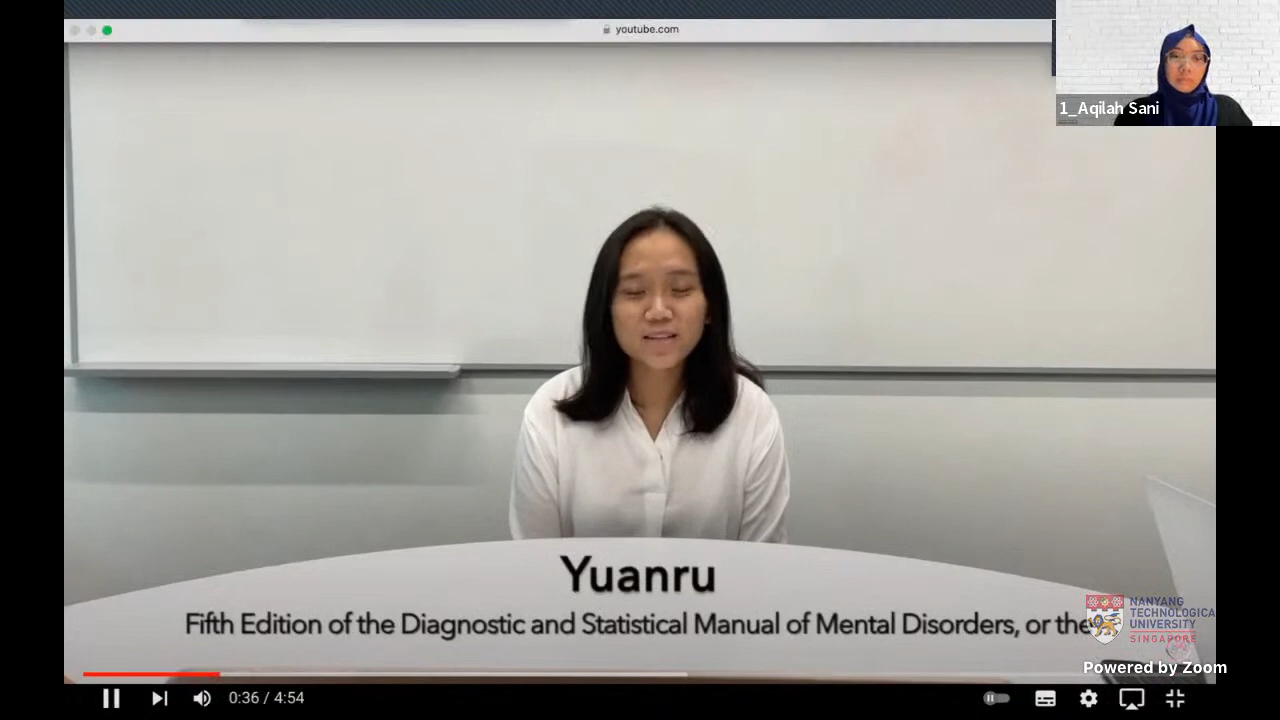 youtube.com
1_Aqilah Sani
Yuanru
Fifth Edition of the Diagnostic and Statistical Manual of Mental Disorders, or the
NANYANG
TECHNOLOGICA
UNIVERSITY
SINGAPORE
Powered by Zoom
0:36 / 4:54